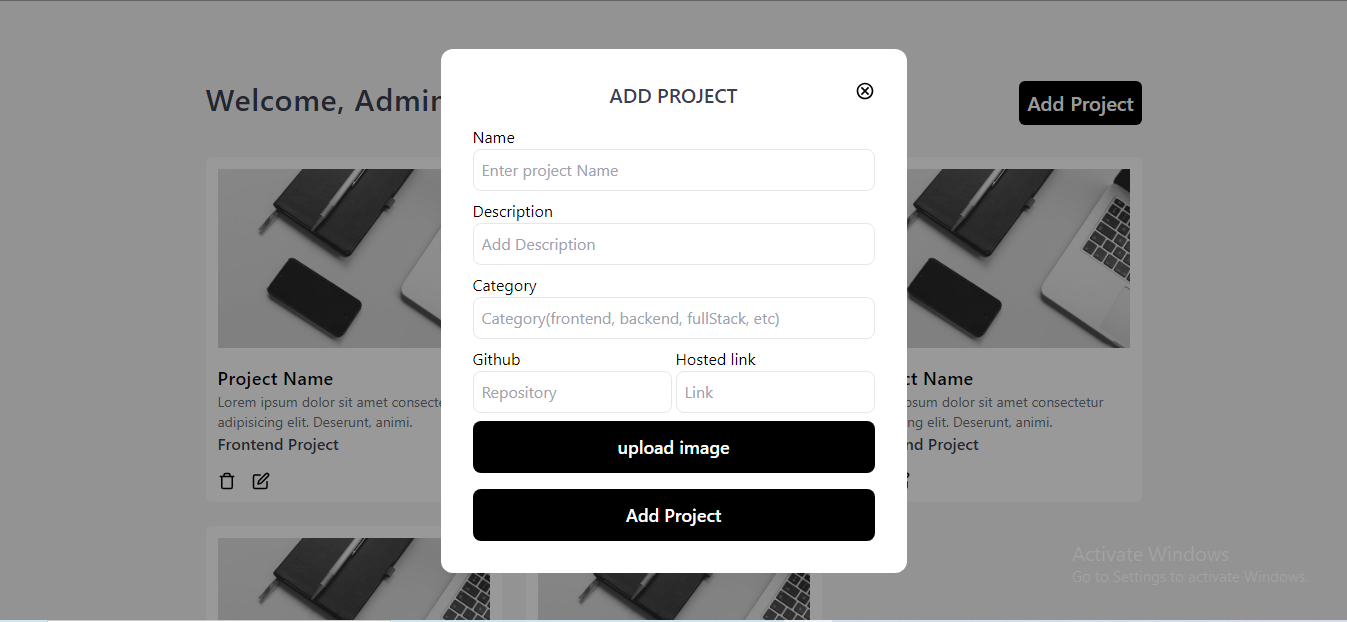 Welcome, Admin
Add Project
ADD PROJECT
Name
Enter project Name
Description
Add Description
Category
Category(frontend, backend, fullStack, etc)
Github
Hosted link
Repository
Link
upload image
Add Project
Project Name
Lorem ipsum dolor sit amet consecte
adipisicing elit. Deserunt, animi.
Frontend Project
ct Name
psum dolor sit amet consectetur
ng elit. Deserunt, animi.
nd Project
Activate Windows
Go to Settings to activate Windows.